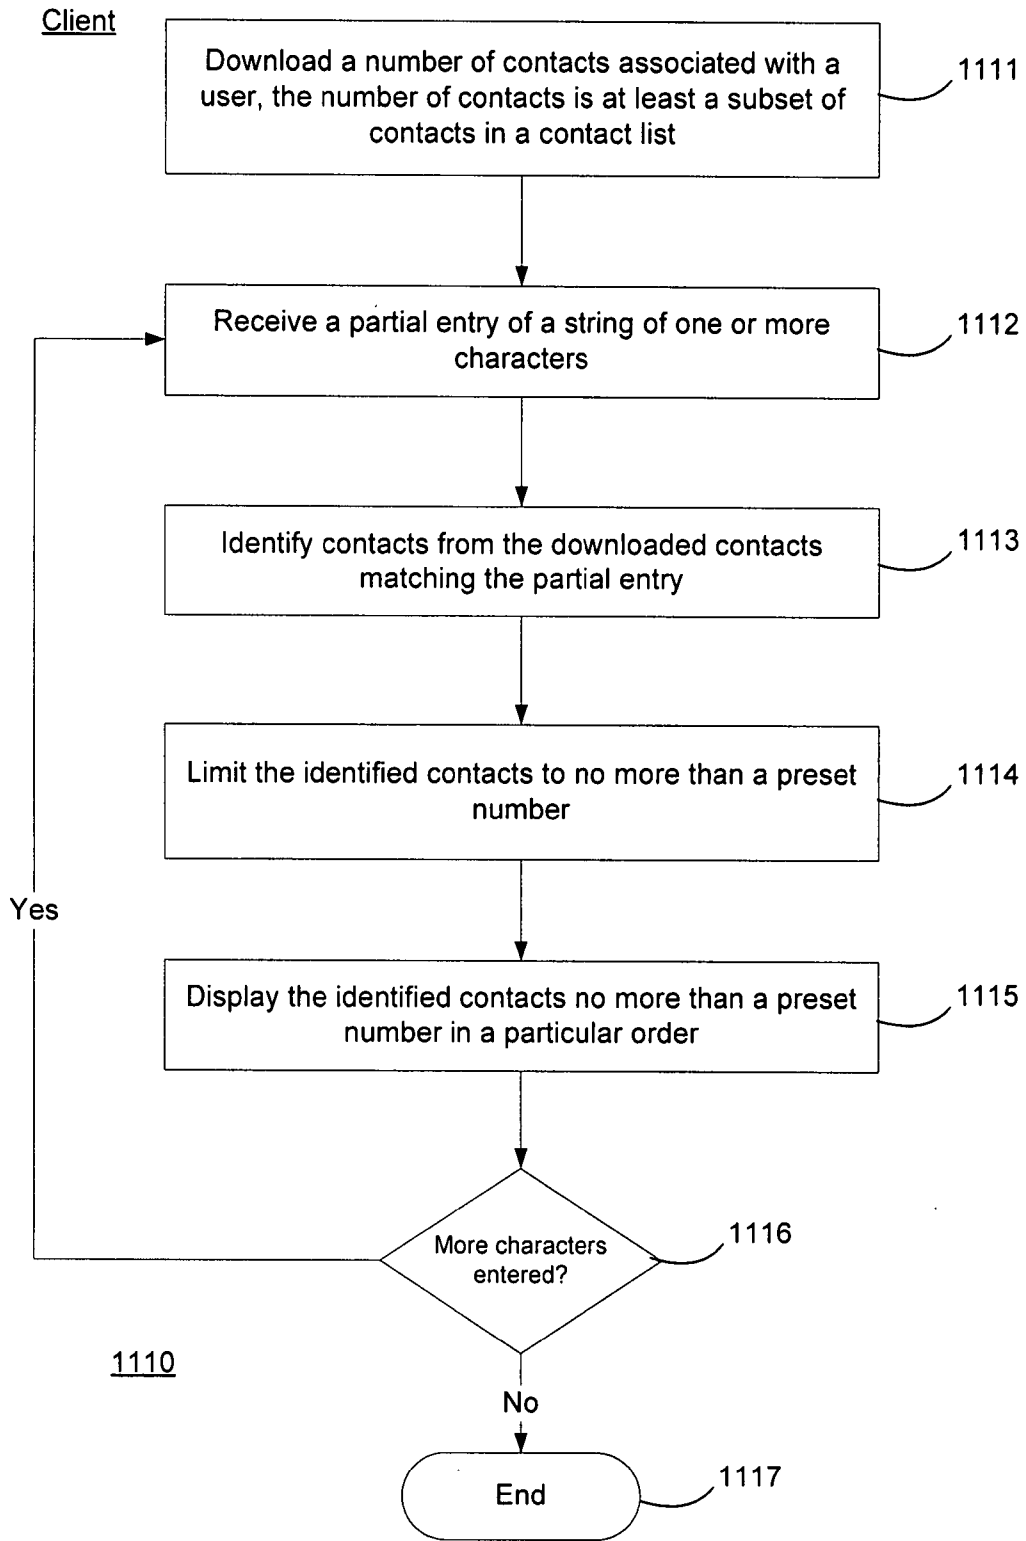 Client
Download a number of contacts associated with a
user, the number of contacts is at least a subset of
contacts in a contact list
1111
Receive a partial entry of a string of one or more
characters
1112
Identify contacts from the downloaded contacts
matching the partial entry
1113
Limit the identified contacts to no more than a preset
number
1114
Yes
Display the identified contacts no more than a preset
number in a particular order
1115
More characters
entered?
1116
1110
No
End
1117